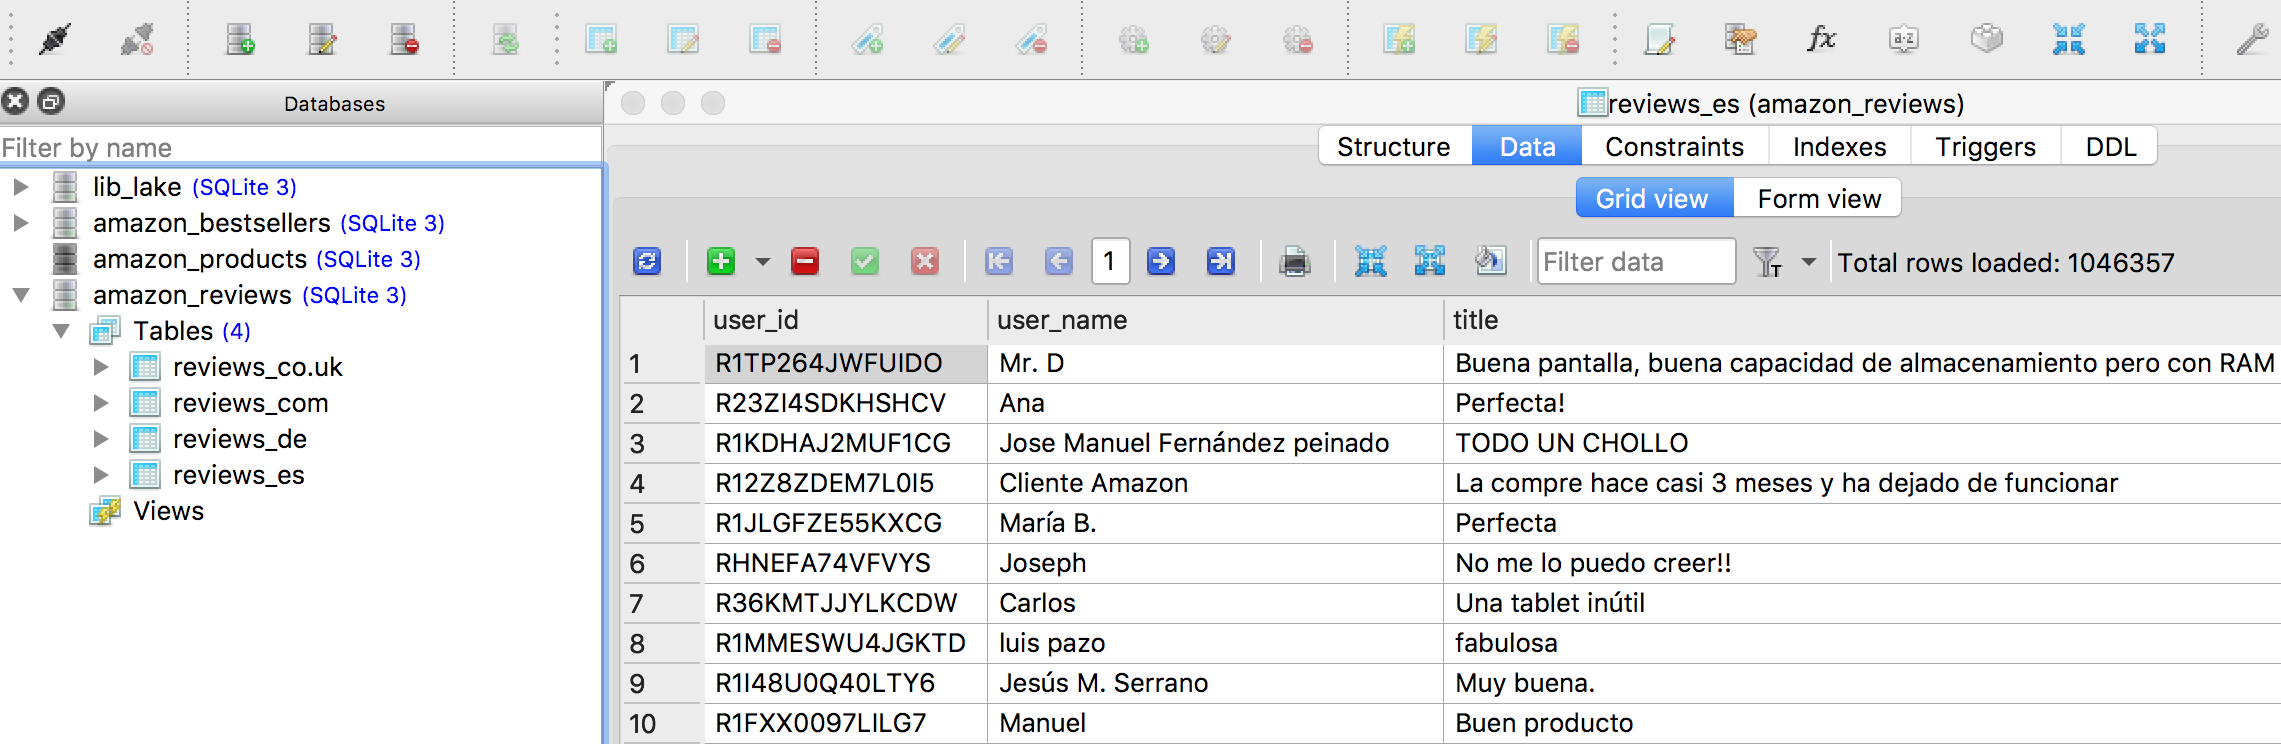 fx
a-z
Databases
reviews_es (amazon_reviews)
Filter by name
Structure Data Constraints Indexes Triggers DDL
lib_lake (SQLite 3)
Grid view Form view
amazon_bestsellers (SQLite 3)
amazon_products (SQLite 3)
1 Filter data T Total rows loaded: 1046357
amazon_reviews (SQLite 3)
Tables (4)
reviews_co.uk
reviews_com
reviews_de
reviews_es
Views
user_id user_name title
1 R1TP264JWFUIDO Mr. D Buena pantalla, buena capacidad de almacenamiento pero con RAM
2 R23ZI4SDKHSHCV Ana Perfecta!
3 R1KDHAJ2MUF1CG Jose Manuel Fernández peinado TODO UN CHOLLO
4 R12Z8ZDEM7L0I5 Cliente Amazon La compre hace casi 3 meses y ha dejado de funcionar
5 R1JLGFZE55KXCG María B. Perfecta
6 RHNEFA74VFVYS Joseph No me lo puedo creer!!
7 R36KMTJJYLKCDW Carlos Una tablet inútil
8 R1MMESWU4JGKTD luis pazo fabulosa
9 R1I48U0Q40LTY6 Jesús M. Serrano Muy buena.
10 R1FXX0097LILG7 Manuel Buen producto